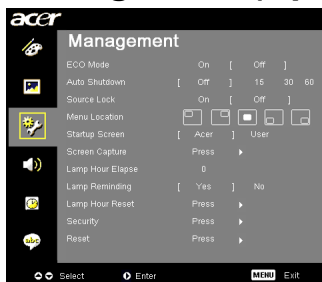 acer
Management
ECO Mode On [ Off ]
Auto Shutdown [ Off ] 15 30 60
Source Lock On [ Off ]
Menu Location
Startup Screen [ Acer ] User
Screen Capture Press
Lamp Hour Elapse 0
Lamp Reminding [ Yes ] No
Lamp Hour Reset Press
Security Press
Reset Press
abc
Select Enter MENU Exit